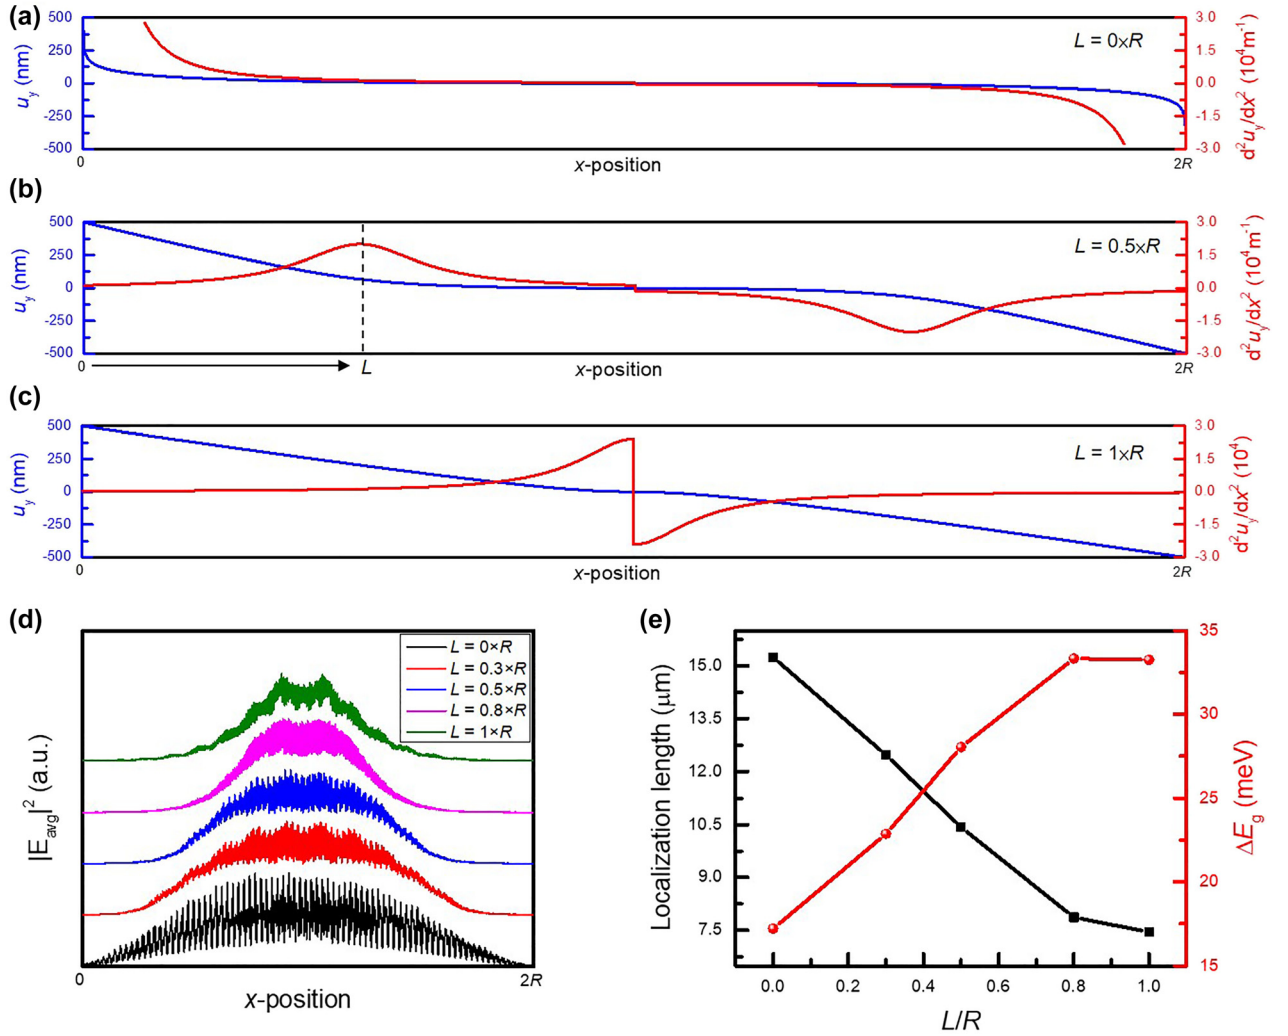 (a)
500
250
0
-250
-500
u_y (nm)
L = 0×R
3.0
1.5
0.0
-1.5
-3.0
d²u_y/dx² (10⁴m⁻¹)
0
x-position
2R
(b)
500
250
0
-250
-500
u_y (nm)
L = 0.5×R
3.0
1.5
0.0
-1.5
-3.0
d²u_y/dx² (10⁴m⁻¹)
0
L
x-position
2R
(c)
500
250
0
-250
-500
u_y (nm)
L = 1×R
3.0
1.5
0.0
-1.5
-3.0
d²u_y/dx² (10⁴)
0
x-position
2R
(d)
|E_avg|² (a.u.)
L = 0×R
L = 0.3×R
L = 0.5×R
L = 0.8×R
L = 1×R
0
x-position
2R
(e)
Localization length (μm)
15.0
13.5
12.0
10.5
9.0
7.5
35
30
25
20
15
ΔE_g (meV)
0.0 0.2 0.4 0.6 0.8 1.0
L/R